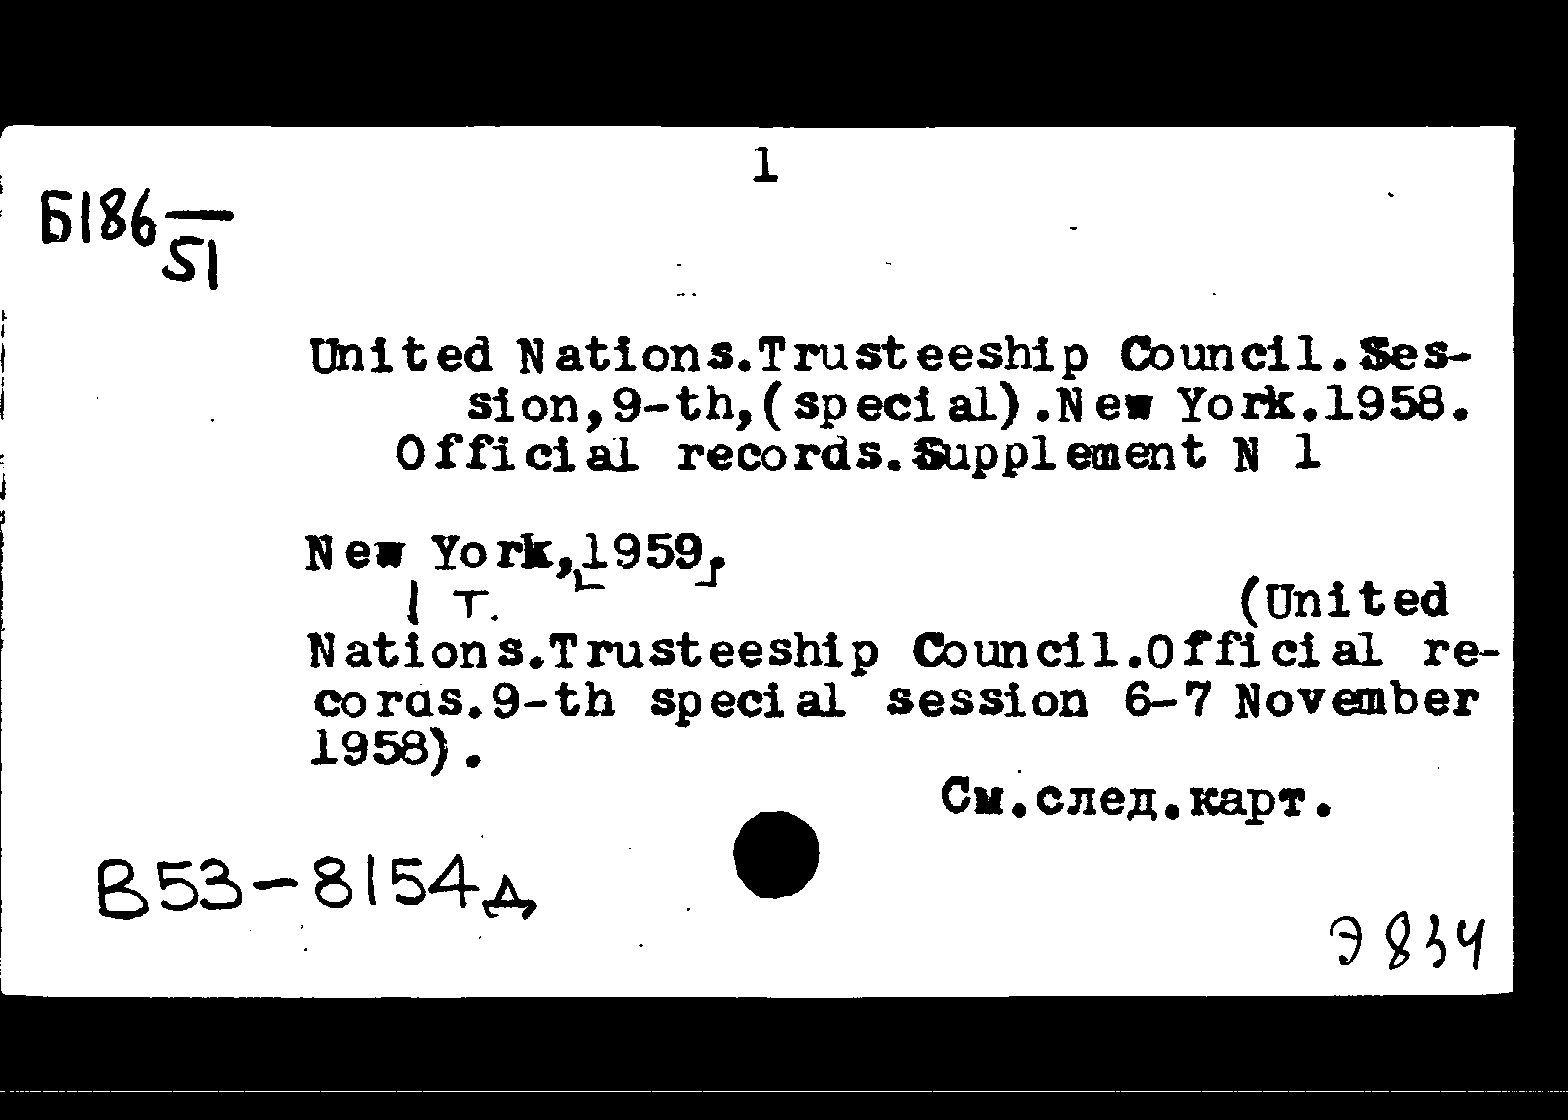 1
Б186—
51
United Nations.Trusteeship Council.Ses-
sion,9-th,(special).New York.1958.
Official records.Supplement N 1
New York,1959.
1 т.
(United
Nations.Trusteeship Council.Official re-
cords.9-th special session 6-7 November
1958).
См.след.карт.
В53-8154д
Э 834